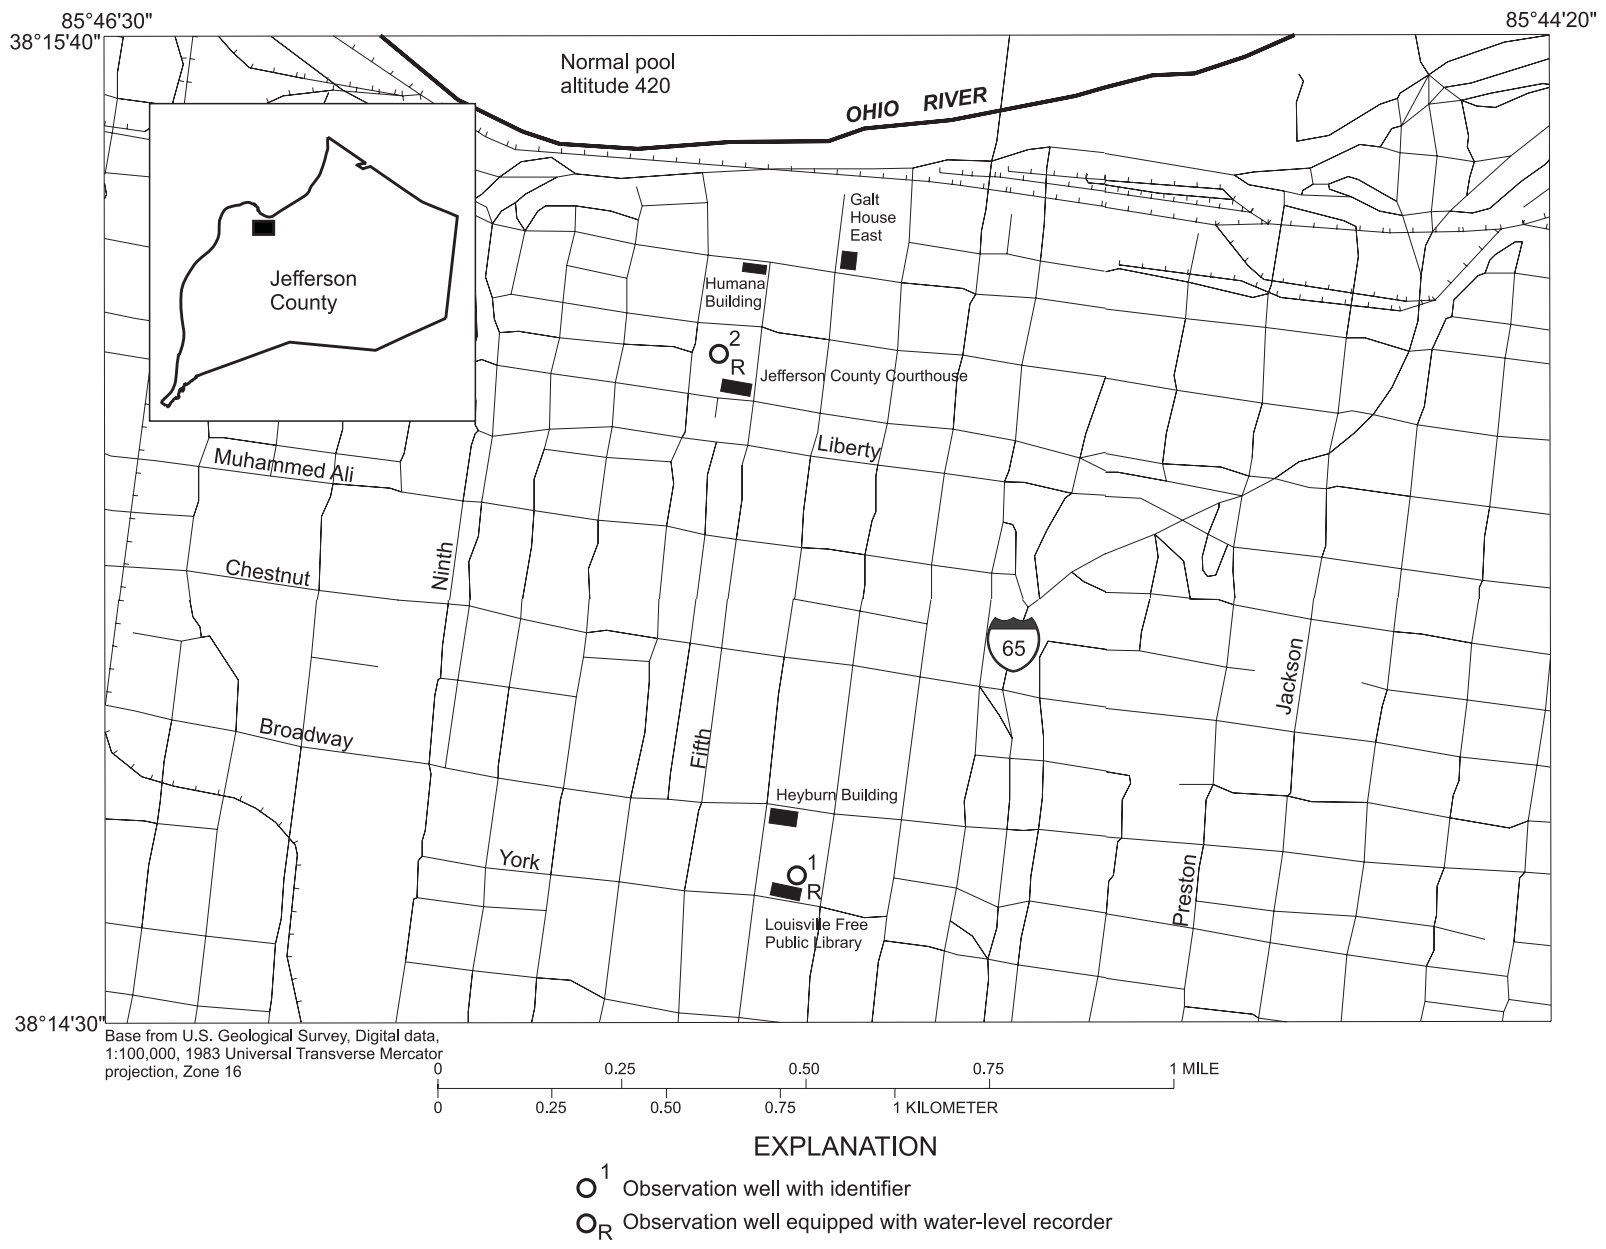 85°46'30"
85°44'20"
38°15'40"
Normal pool
altitude 420
OHIO RIVER
Jefferson
County
Galt
House
East
Humana
Building
2
R
Jefferson County Courthouse
Liberty
Muhammed Ali
Chestnut
Ninth
65
Jackson
Broadway
Fifth
Heyburn Building
York
1
R
Preston
Louisville Free
Public Library
38°14'30"
Base from U.S. Geological Survey, Digital data,
1:100,000, 1983 Universal Transverse Mercator
projection, Zone 16
0 0.25 0.50 0.75 1 MILE
0 0.25 0.50 0.75 1 KILOMETER
EXPLANATION
1 Observation well with identifier
R Observation well equipped with water-level recorder